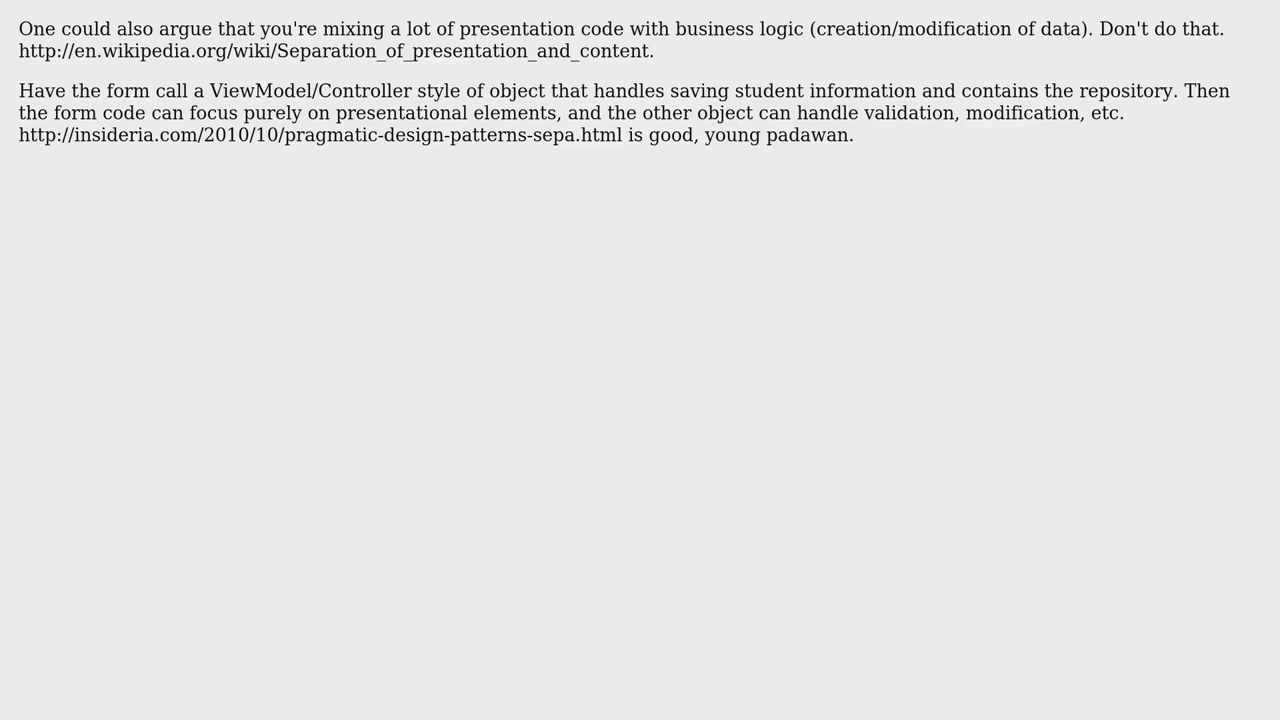 One could also argue that you're mixing a lot of presentation code with business logic (creation/modification of data). Don't do that.
http://en.wikipedia.org/wiki/Separation_of_presentation_and_content.
Have the form call a ViewModel/Controller style of object that handles saving student information and contains the repository. Then
the form code can focus purely on presentational elements, and the other object can handle validation, modification, etc.
http://insideria.com/2010/10/pragmatic-design-patterns-sepa.html is good, young padawan.